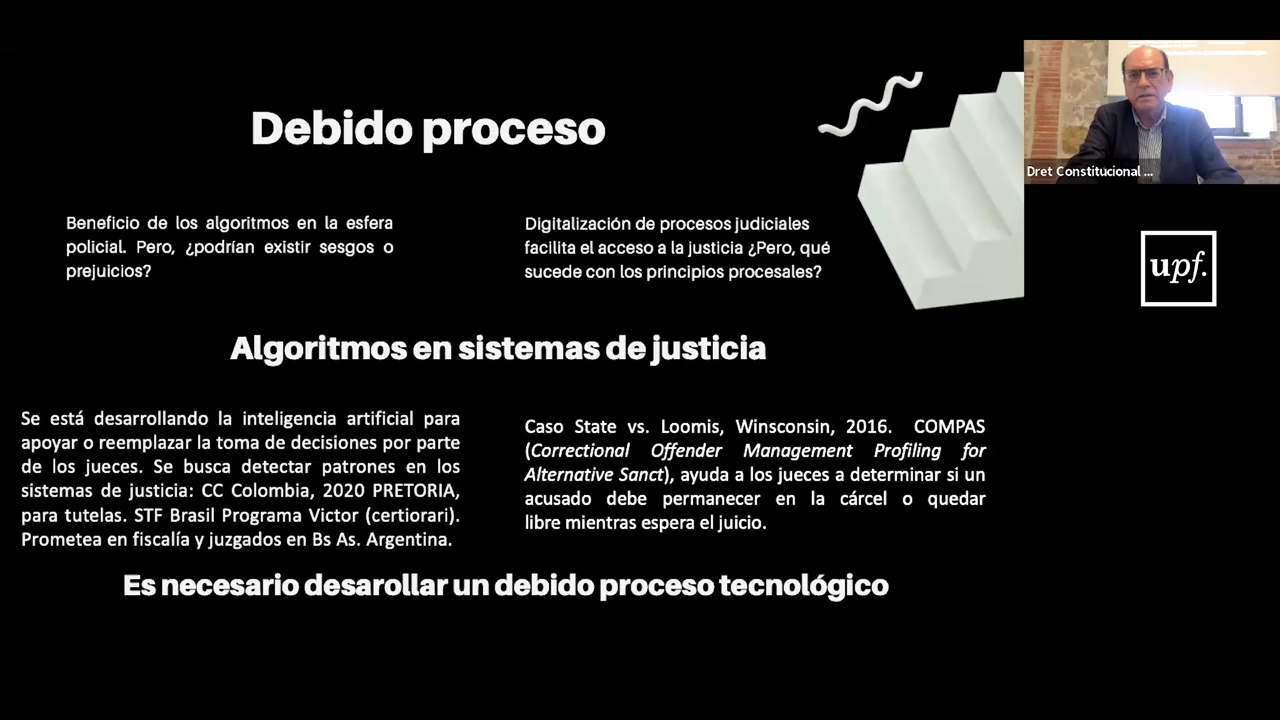 Debido proceso
Beneficio de los algoritmos en la esfera
policial. Pero, ¿podrían existir sesgos o
prejuicios?
Digitalización de procesos judiciales
facilita el acceso a la justicia ¿Pero, qué
sucede con los principios procesales?
Algoritmos en sistemas de justicia
Se está desarrollando la inteligencia artificial para
apoyar o reemplazar la toma de decisiones por parte
de los jueces. Se busca detectar patrones en los
sistemas de justicia: CC Colombia, 2020 PRETORIA,
para tutelas. STF Brasil Programa Victor (certiorari).
Prometea en fiscalía y juzgados en Bs As. Argentina.
Caso State vs. Loomis, Winsconsin, 2016. COMPAS
(Correctional Offender Management Profiling for
Alternative Sanct), ayuda a los jueces a determinar si un
acusado debe permanecer en la cárcel o quedar
libre mientras espera el juicio.
Es necesario desarollar un debido proceso tecnológico
Dret Constitucional ...
upf.